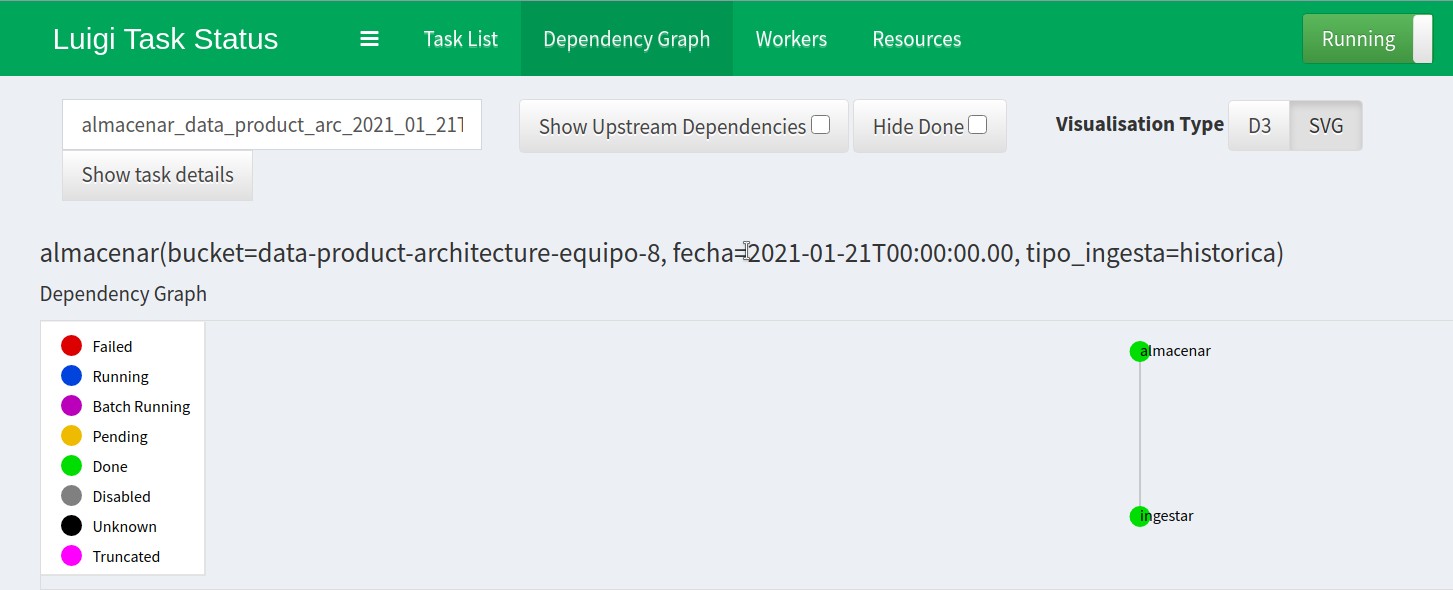 Luigi Task Status Task List Dependency Graph Workers Resources Running
almacenar_data_product_arc_2021_01_21T Show Upstream Dependencies Hide Done Visualisation Type D3 SVG
Show task details
almacenar(bucket=data-product-architecture-equipo-8, fecha=2021-01-21T00:00:00.00, tipo_ingesta=historica)
Dependency Graph
Failed
Running
Batch Running
Pending
Done
Disabled
Unknown
Truncated
almacenar
ingestar